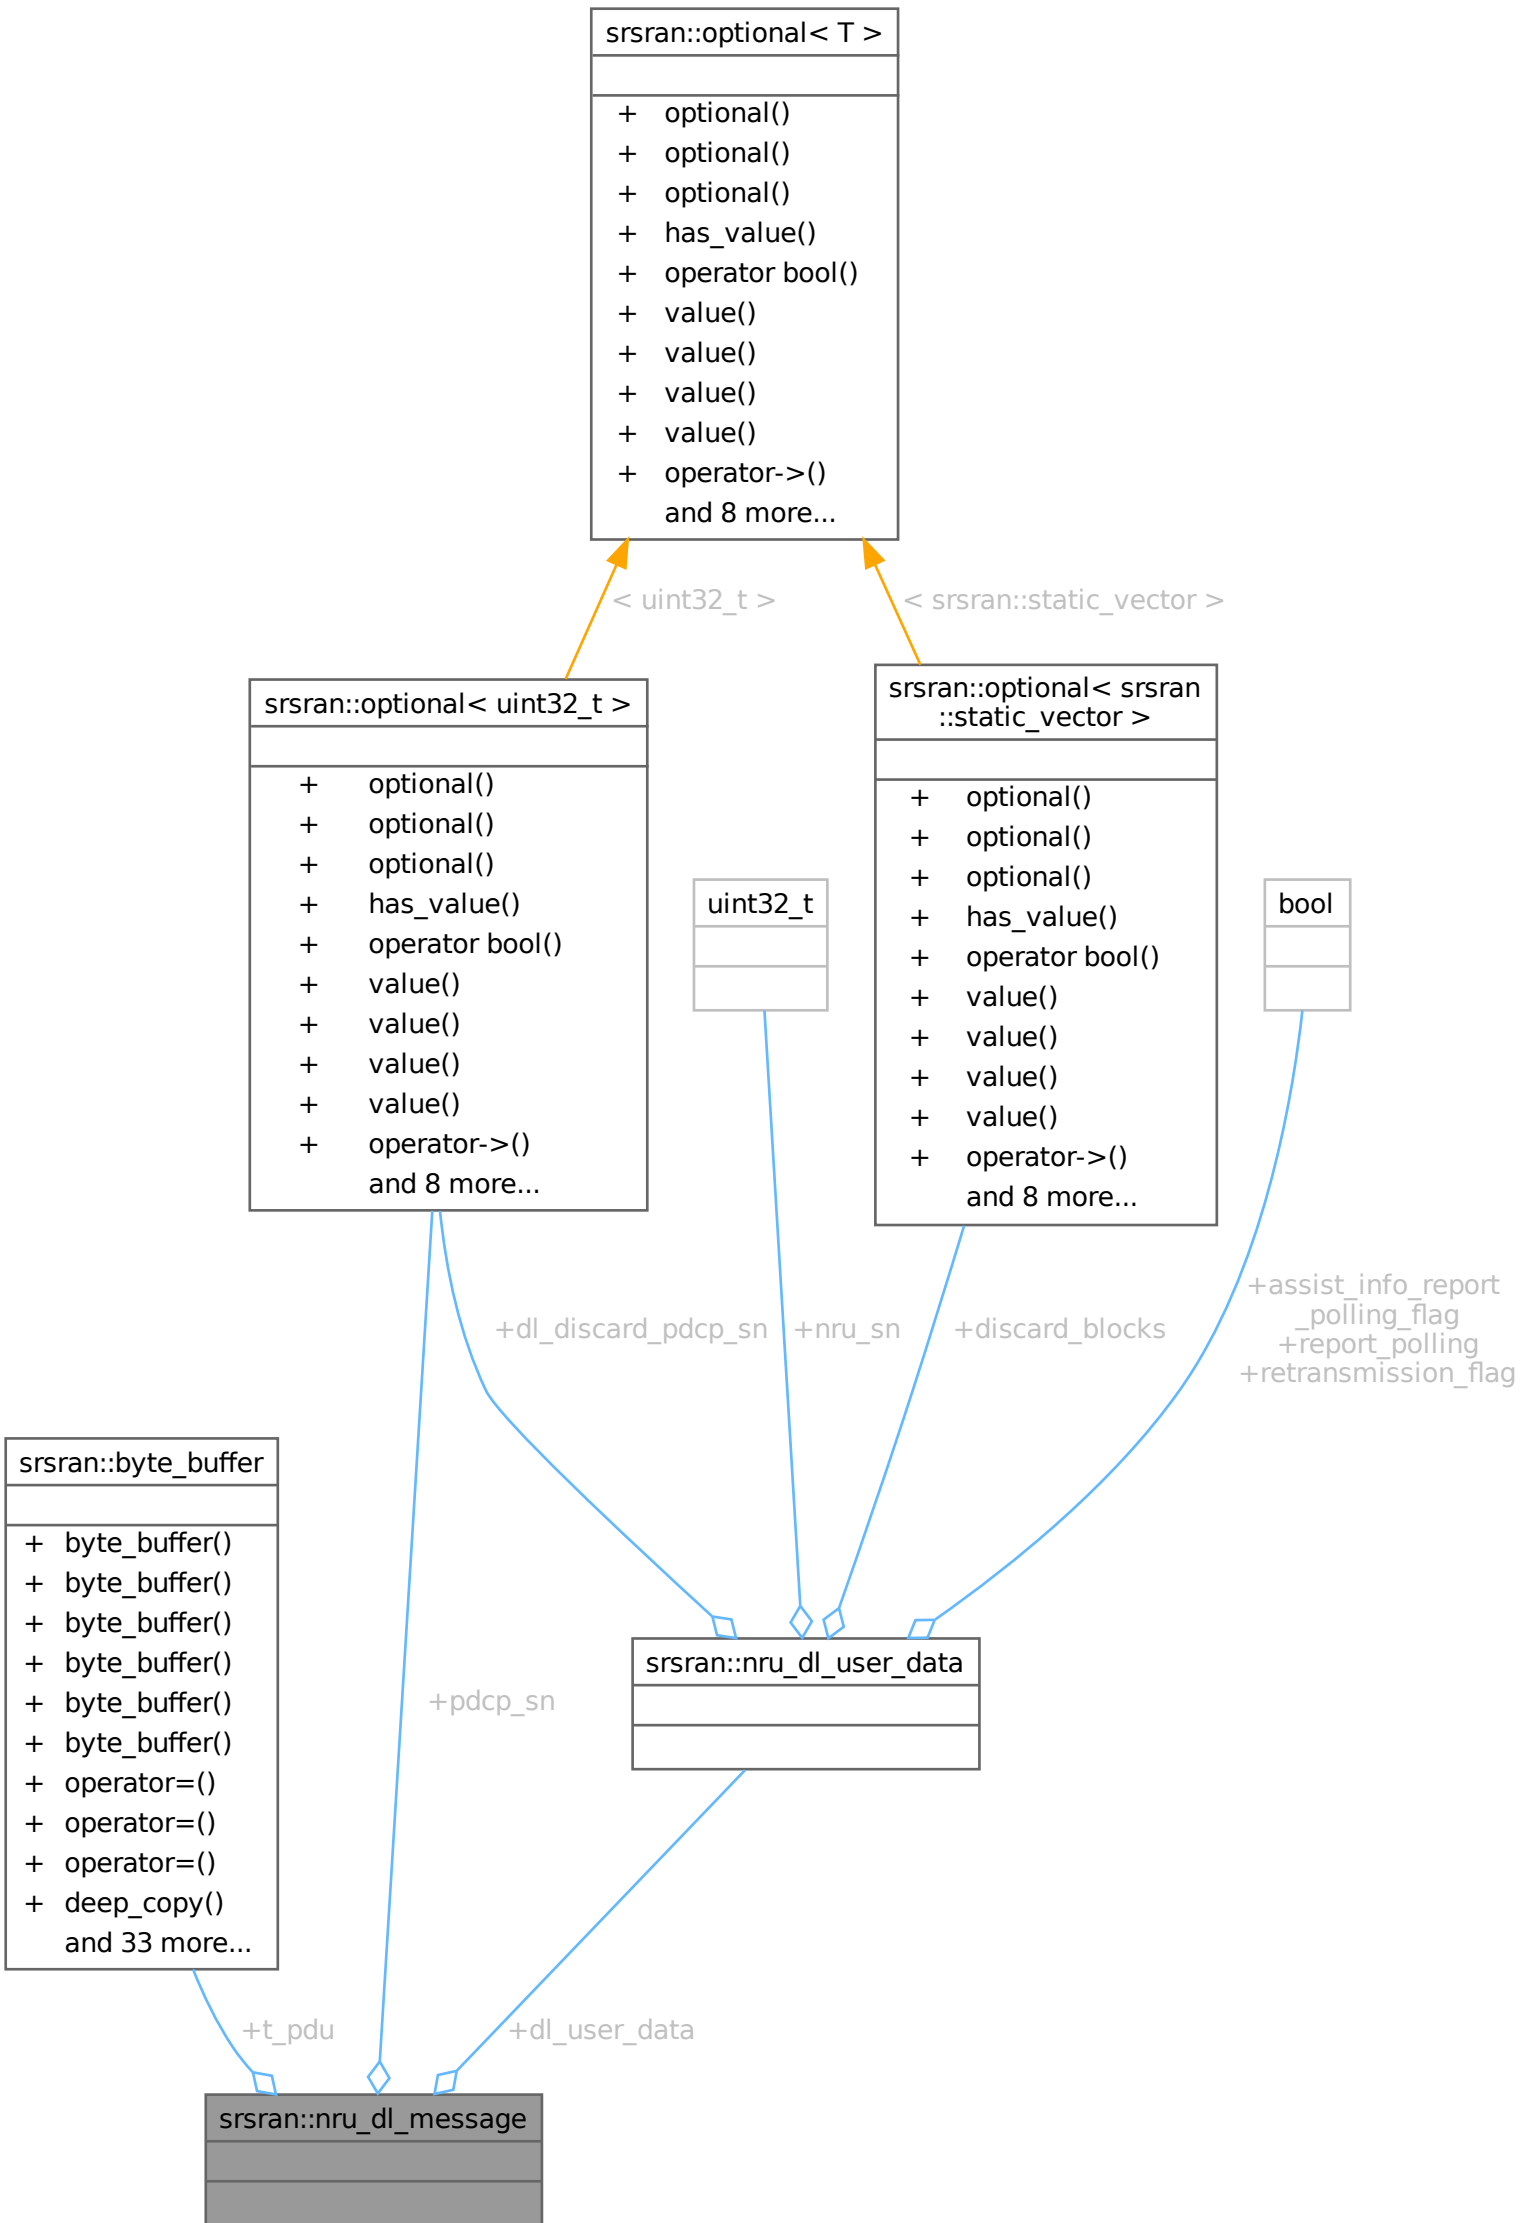 srsran::optional< T >
+ optional()
+ optional()
+ optional()
+ has_value()
+ operator bool()
+ value()
+ value()
+ value()
+ value()
+ operator->()
and 8 more...
< uint32_t >
< srsran::static_vector >
srsran::optional< uint32_t >
+ optional()
+ optional()
+ optional()
+ has_value()
+ operator bool()
+ value()
+ value()
+ value()
+ value()
+ operator->()
and 8 more...
uint32_t
srsran::optional< srsran
::static_vector >
+ optional()
+ optional()
+ optional()
+ has_value()
+ operator bool()
+ value()
+ value()
+ value()
+ value()
+ operator->()
and 8 more...
bool
+dl_discard_pdcp_sn
+nru_sn
+discard_blocks
+assist_info_report
_polling_flag
+report_polling
+retransmission_flag
srsran::byte_buffer
+ byte_buffer()
+ byte_buffer()
+ byte_buffer()
+ byte_buffer()
+ byte_buffer()
+ byte_buffer()
+ operator=()
+ operator=()
+ operator=()
+ deep_copy()
and 33 more...
+pdcp_sn
srsran::nru_dl_user_data
+t_pdu
+dl_user_data
srsran::nru_dl_message